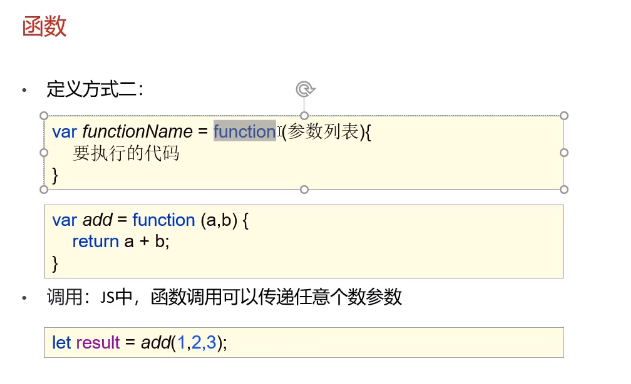 函数
• 定义方式二：
var functionName = function (参数列表){
要执行的代码
}
var add = function (a,b) {
return a + b;
}
• 调用：JS中，函数调用可以传递任意个数参数
let result = add(1,2,3);